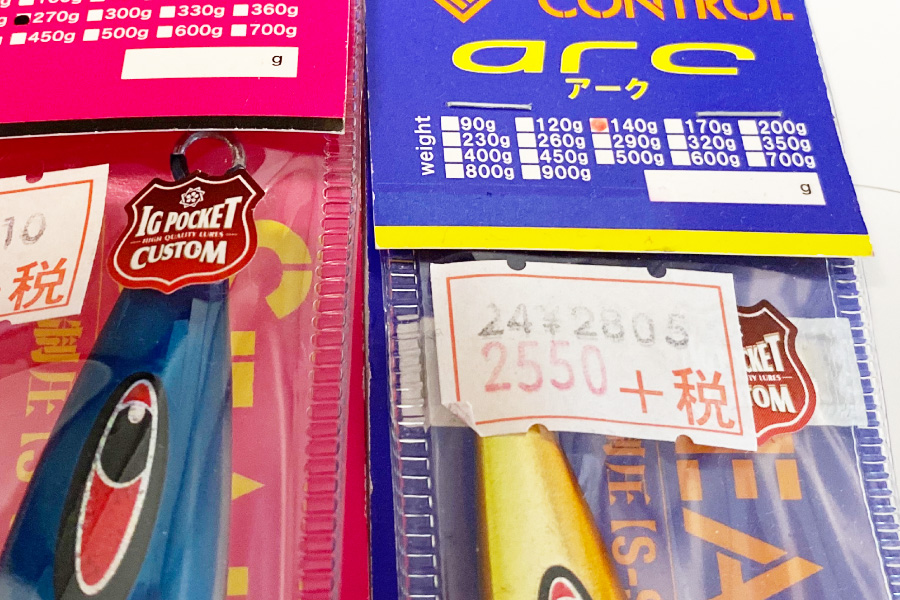 270g 300g 330g 360g
450g 500g 600g 700g
g
10
+税
IG POCKET
HIGH QUALITY LURES
CUSTOM
CONTROL
arc
アーク
weight
90g 120g 140g 170g 200g
230g 260g 290g 320g 350g
400g 450g 500g 600g 700g
800g 900g
g
24¥2805
2550+税